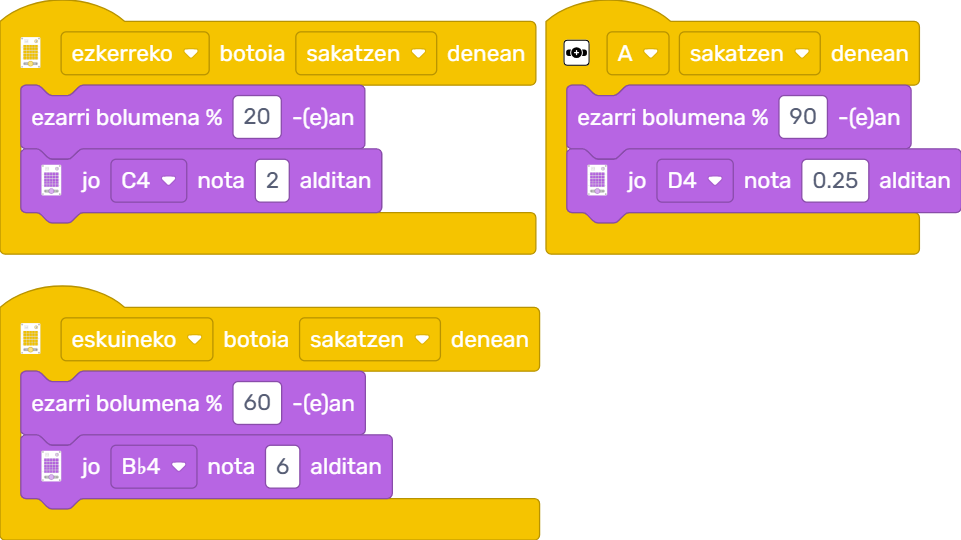 ezkerreko botoia sakatzen denean
ezarri bolumena % 20 -(e)an
jo C4 nota 2 alditan
A sakatzen denean
ezarri bolumena % 90 -(e)an
jo D4 nota 0.25 alditan
eskuineko botoia sakatzen denean
ezarri bolumena % 60 -(e)an
jo B♭4 nota 6 alditan